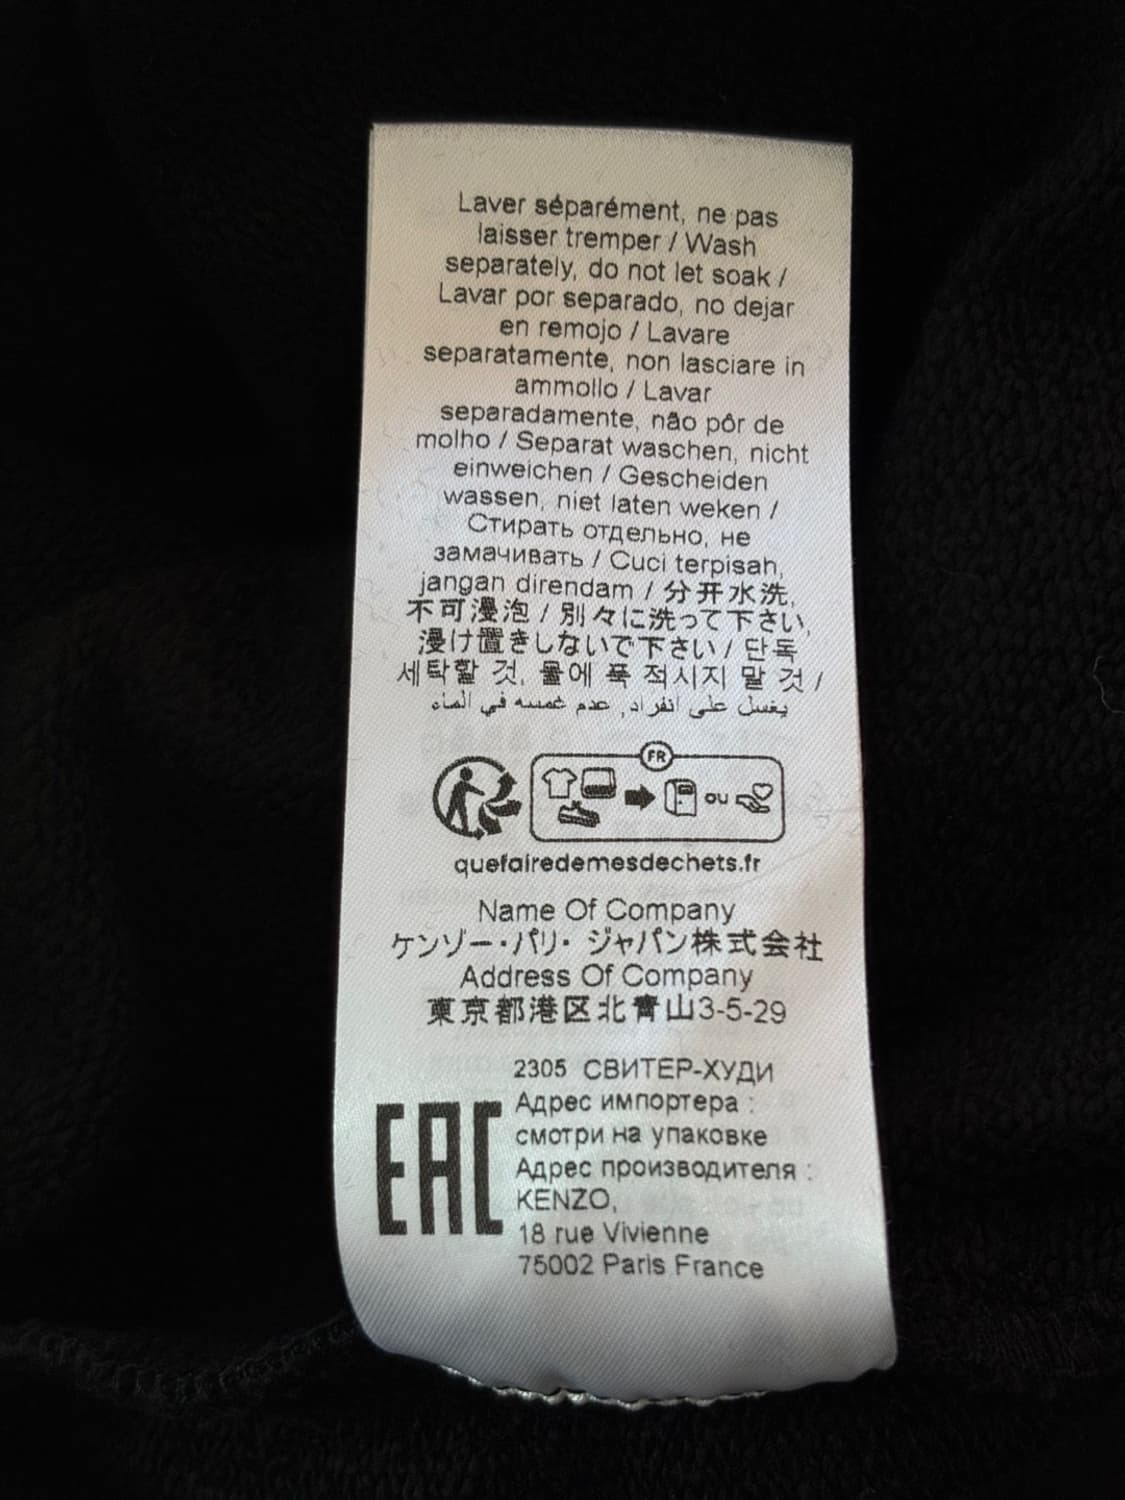 Laver séparément, ne pas
laisser tremper / Wash
separately, do not let soak /
Lavar por separado, no dejar
en remojo / Lavare
separatamente, non lasciare in
ammollo / Lavar
separadamente, não pôr de
molho / Separat waschen, nicht
einweichen / Gescheiden
wassen, niet laten weken /
Стирать отдельно, не
замачивать / Cuci terpisah,
jangan direndam / 分开水洗,
不可浸泡 / 別々に洗って下さい,
浸け置きしないで下さい / 단독
세탁할 것, 물에 푹 적시지 말 것 /
يغسل على انفراد, عدم غمسه في الماء
FR
ou
quefairedemesdechets.fr
Name Of Company
ケンゾー・パリ・ ジャパン株式会社
Address Of Company
東京都港区北青山3-5-29
2305 СВИТЕР-ХУДИ
Адрес импортера :
смотри на упаковке
Адрес производителя :
EAC KENZO,
18 rue Vivienne
75002 Paris France